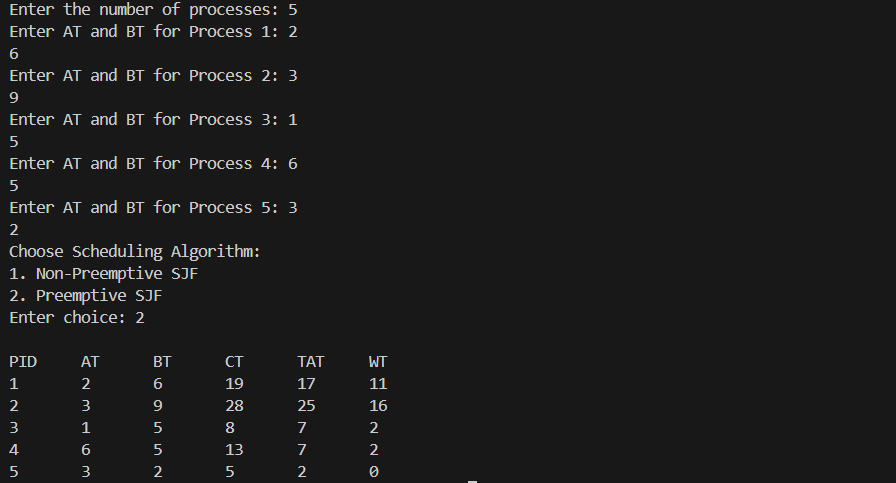 Enter the number of processes: 5
Enter AT and BT for Process 1: 2
6
Enter AT and BT for Process 2: 3
9
Enter AT and BT for Process 3: 1
5
Enter AT and BT for Process 4: 6
5
Enter AT and BT for Process 5: 3
2
Choose Scheduling Algorithm:
1. Non-Preemptive SJF
2. Preemptive SJF
Enter choice: 2

PID AT BT CT TAT WT
1 2 6 19 17 11
2 3 9 28 25 16
3 1 5 8 7 2
4 6 5 13 7 2
5 3 2 5 2 0